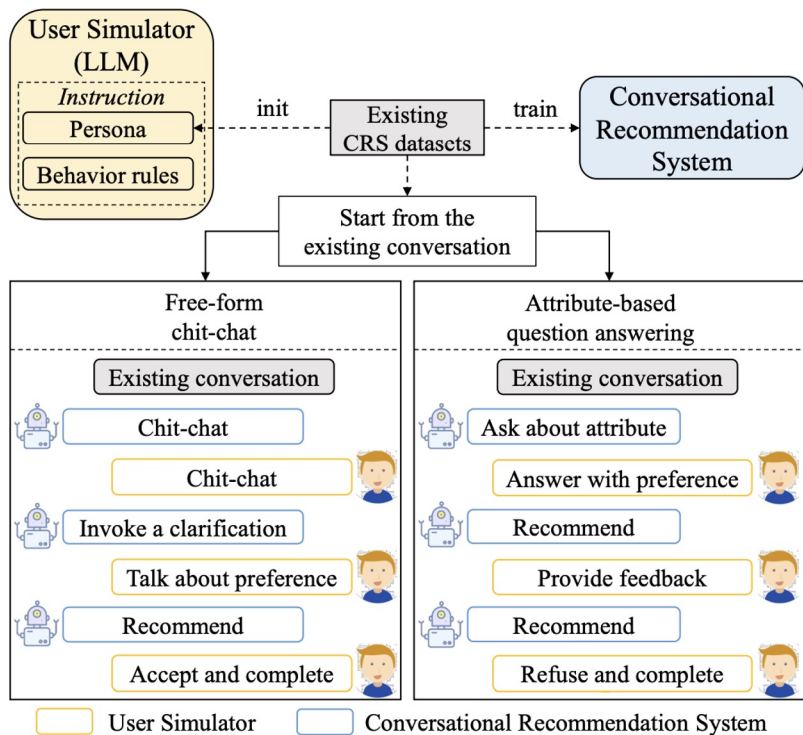 User Simulator
(LLM)
Instruction
Persona
Behavior rules
init
Existing
CRS datasets
train
Conversational
Recommendation
System
Start from the
existing conversation
Free-form
chit-chat
Existing conversation
Chit-chat
Chit-chat
Invoke a clarification
Talk about preference
Recommend
Accept and complete
Attribute-based
question answering
Existing conversation
Ask about attribute
Answer with preference
Recommend
Provide feedback
Recommend
Refuse and complete
User Simulator
Conversational Recommendation System